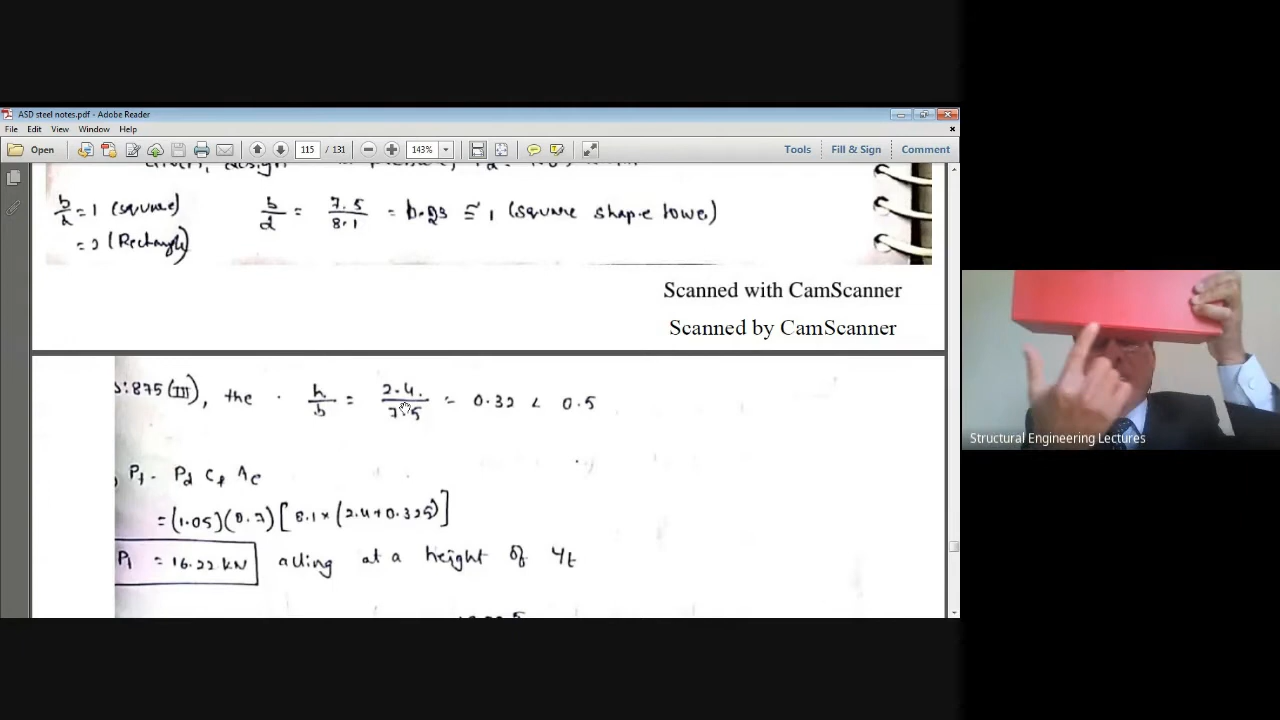 ASD steel notes.pdf - Adobe Reader
File Edit View Window Help
Open 115 / 131 143% Tools Fill & Sign Comment
b/d = 7.5/8.1 = 0.93 ≅ 1 (square shape tower)
= 1 (square)
= 2 (Rectangle)
Scanned with CamScanner
Scanned by CamScanner
S:875 (III), the h/b = 2.4/7.5 = 0.32 < 0.5
Pt = Pd Cf Ac
= (1.05)(0.7)[8.1 × (2.4+0.325)]
= 16.22 kN acting at a height of yt
Structural Engineering Lectures